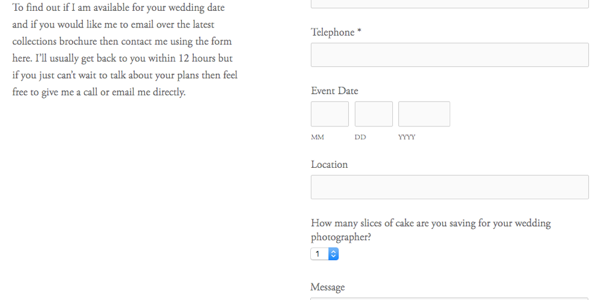 To find out if I am available for your wedding date
and if you would like me to email over the latest
collections brochure then contact me using the form
here. I'll usually get back to you within 12 hours but
if you just can't wait to talk about your plans then feel
free to give me a call or email me directly.
Telephone *
Event Date
MM DD YYYY
Location
How many slices of cake are you saving for your wedding
photographer?
1
Message